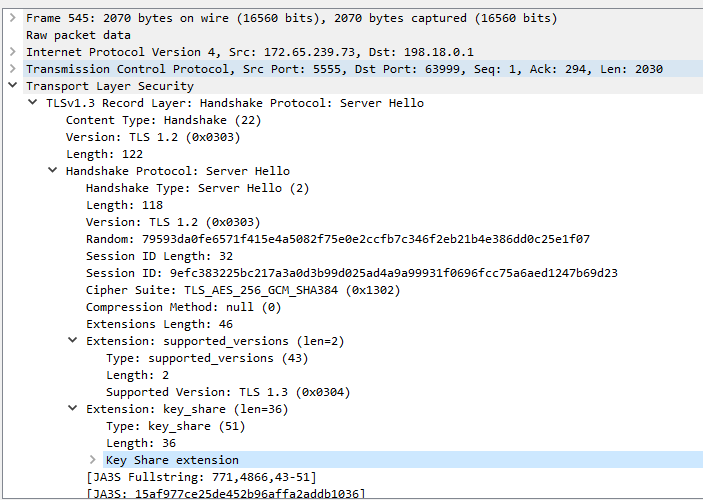 Frame 545: 2070 bytes on wire (16560 bits), 2070 bytes captured (16560 bits)
Raw packet data
Internet Protocol Version 4, Src: 172.65.239.73, Dst: 198.18.0.1
Transmission Control Protocol, Src Port: 5555, Dst Port: 63999, Seq: 1, Ack: 294, Len: 2030
Transport Layer Security
TLSv1.3 Record Layer: Handshake Protocol: Server Hello
Content Type: Handshake (22)
Version: TLS 1.2 (0x0303)
Length: 122
Handshake Protocol: Server Hello
Handshake Type: Server Hello (2)
Length: 118
Version: TLS 1.2 (0x0303)
Random: 79593da0fe6571f415e4a5082f75e0e2ccfb7c346f2eb21b4e386dd0c25e1f07
Session ID Length: 32
Session ID: 9efc383225bc217a3a0d3b99d025ad4a9a99931f0696fcc75a6aed1247b69d23
Cipher Suite: TLS_AES_256_GCM_SHA384 (0x1302)
Compression Method: null (0)
Extensions Length: 46
Extension: supported_versions (len=2)
Type: supported_versions (43)
Length: 2
Supported Version: TLS 1.3 (0x0304)
Extension: key_share (len=36)
Type: key_share (51)
Length: 36
Key Share extension
[JA3S Fullstring: 771,4866,43-51]
[JA3S: 15af977ce25de452b96affa2addb1036]